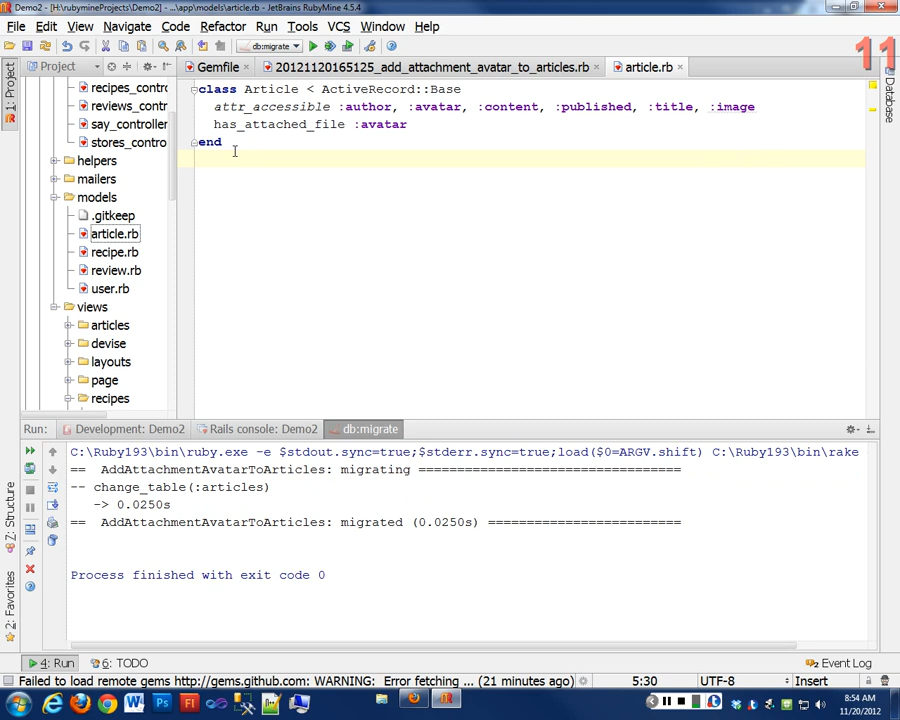 Demo2 - [H:\rubymineProjects\Demo2] - ...\app\models\article.rb - JetBrains RubyMine 4.5.4
File Edit View Navigate Code Refactor Run Tools VCS Window Help
db:migrate
11
1: Project
Project
Gemfile
20121120165125_add_attachment_avatar_to_articles.rb
article.rb
Database
recipes_contr
reviews_contr
say_controller
stores_contro
helpers
mailers
models
.gitkeep
article.rb
recipe.rb
review.rb
user.rb
views
articles
devise
layouts
page
recipes
class Article < ActiveRecord::Base
attr_accessible :author, :avatar, :content, :published, :title, :image
has_attached_file :avatar
end
Run: Development: Demo2 Rails console: Demo2 db:migrate
C:\Ruby193\bin\ruby.exe -e $stdout.sync=true;$stderr.sync=true;load($0=ARGV.shift) C:\Ruby193\bin\rake
==  AddAttachmentAvatarToArticles: migrating ==================================
-- change_table(:articles)
-> 0.0250s
==  AddAttachmentAvatarToArticles: migrated (0.0250s) =========================
Process finished with exit code 0
Z: Structure
2: Favorites
4: Run 6: TODO Event Log
Failed to load remote gems http://gems.github.com: WARNING: Error fetching ... (21 minutes ago) 5:30 UTF-8 Insert
8:54 AM
11/20/2012